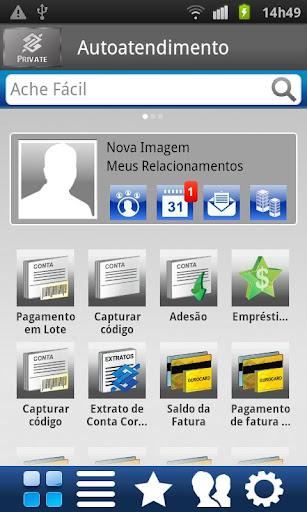 14h49
PRIVATE
Autoatendimento
Ache Fácil
Nova Imagem
Meus Relacionamentos
31
1
CONTA
CONTA
CONTA
$
Pagamento em Lote
Capturar código
Adesão
Emprésti...
CONTA
EXTRATOS
OUROCARD
OUROCARD
Capturar código
Extrato de Conta Cor...
Saldo da Fatura
Pagamento de fatura ...